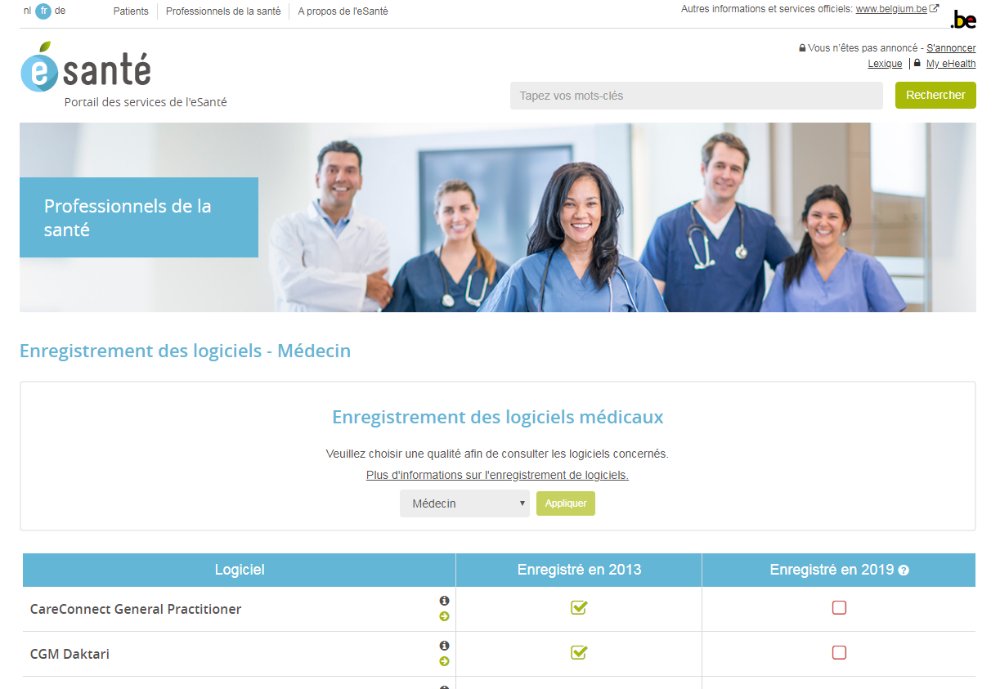 nl fr de Patients Professionnels de la santé A propos de l'eSanté Autres informations et services officiels: www.belgium.be
.be
Vous n'êtes pas annoncé - S'annoncer
Lexique | My eHealth
é santé
Portail des services de l'eSanté
Tapez vos mots-clés Rechercher
Professionnels de la
santé
Enregistrement des logiciels - Médecin
Enregistrement des logiciels médicaux
Veuillez choisir une qualité afin de consulter les logiciels concernés.
Plus d'informations sur l'enregistrement de logiciels.
Médecin Appliquer
Logiciel Enregistré en 2013 Enregistré en 2019
CareConnect General Practitioner
CGM Daktari